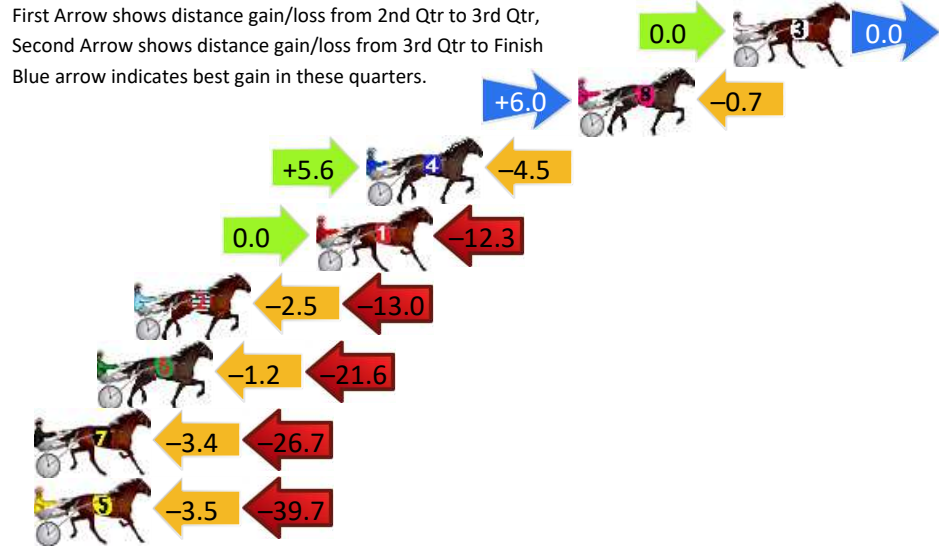 First Arrow shows distance gain/loss from 2nd Qtr to 3rd Qtr,
Second Arrow shows distance gain/loss from 3rd Qtr to Finish
Blue arrow indicates best gain in these quarters.
0.0 3 0.0
+6.0 8 –0.7
+5.6 4 –4.5
0.0 1 –12.3
2 –2.5 –13.0
–1.2 –21.6
7 –3.4 –26.7
5 –3.5 –39.7